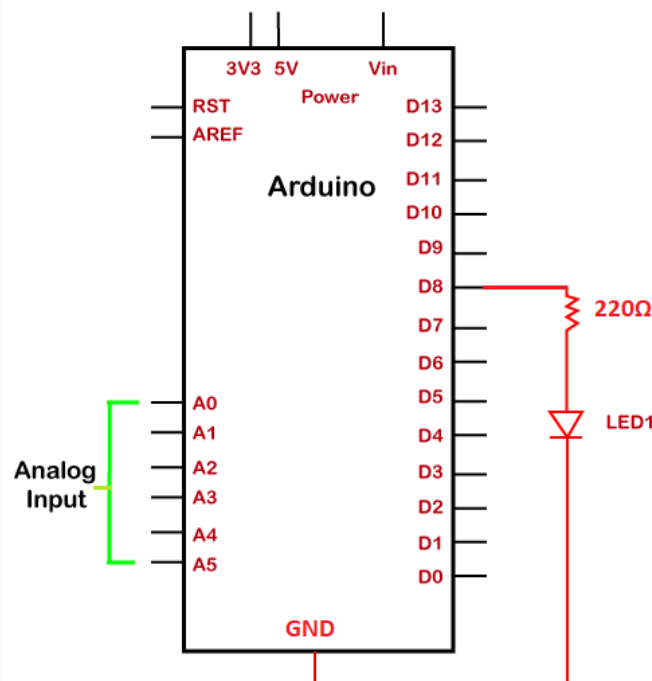 3V3 5V Vin
Power
RST
AREF
Arduino
D13
D12
D11
D10
D9
D8
D7
D6
D5
D4
D3
D2
D1
D0
220Ω
LED1
Analog
Input
A0
A1
A2
A3
A4
A5
GND